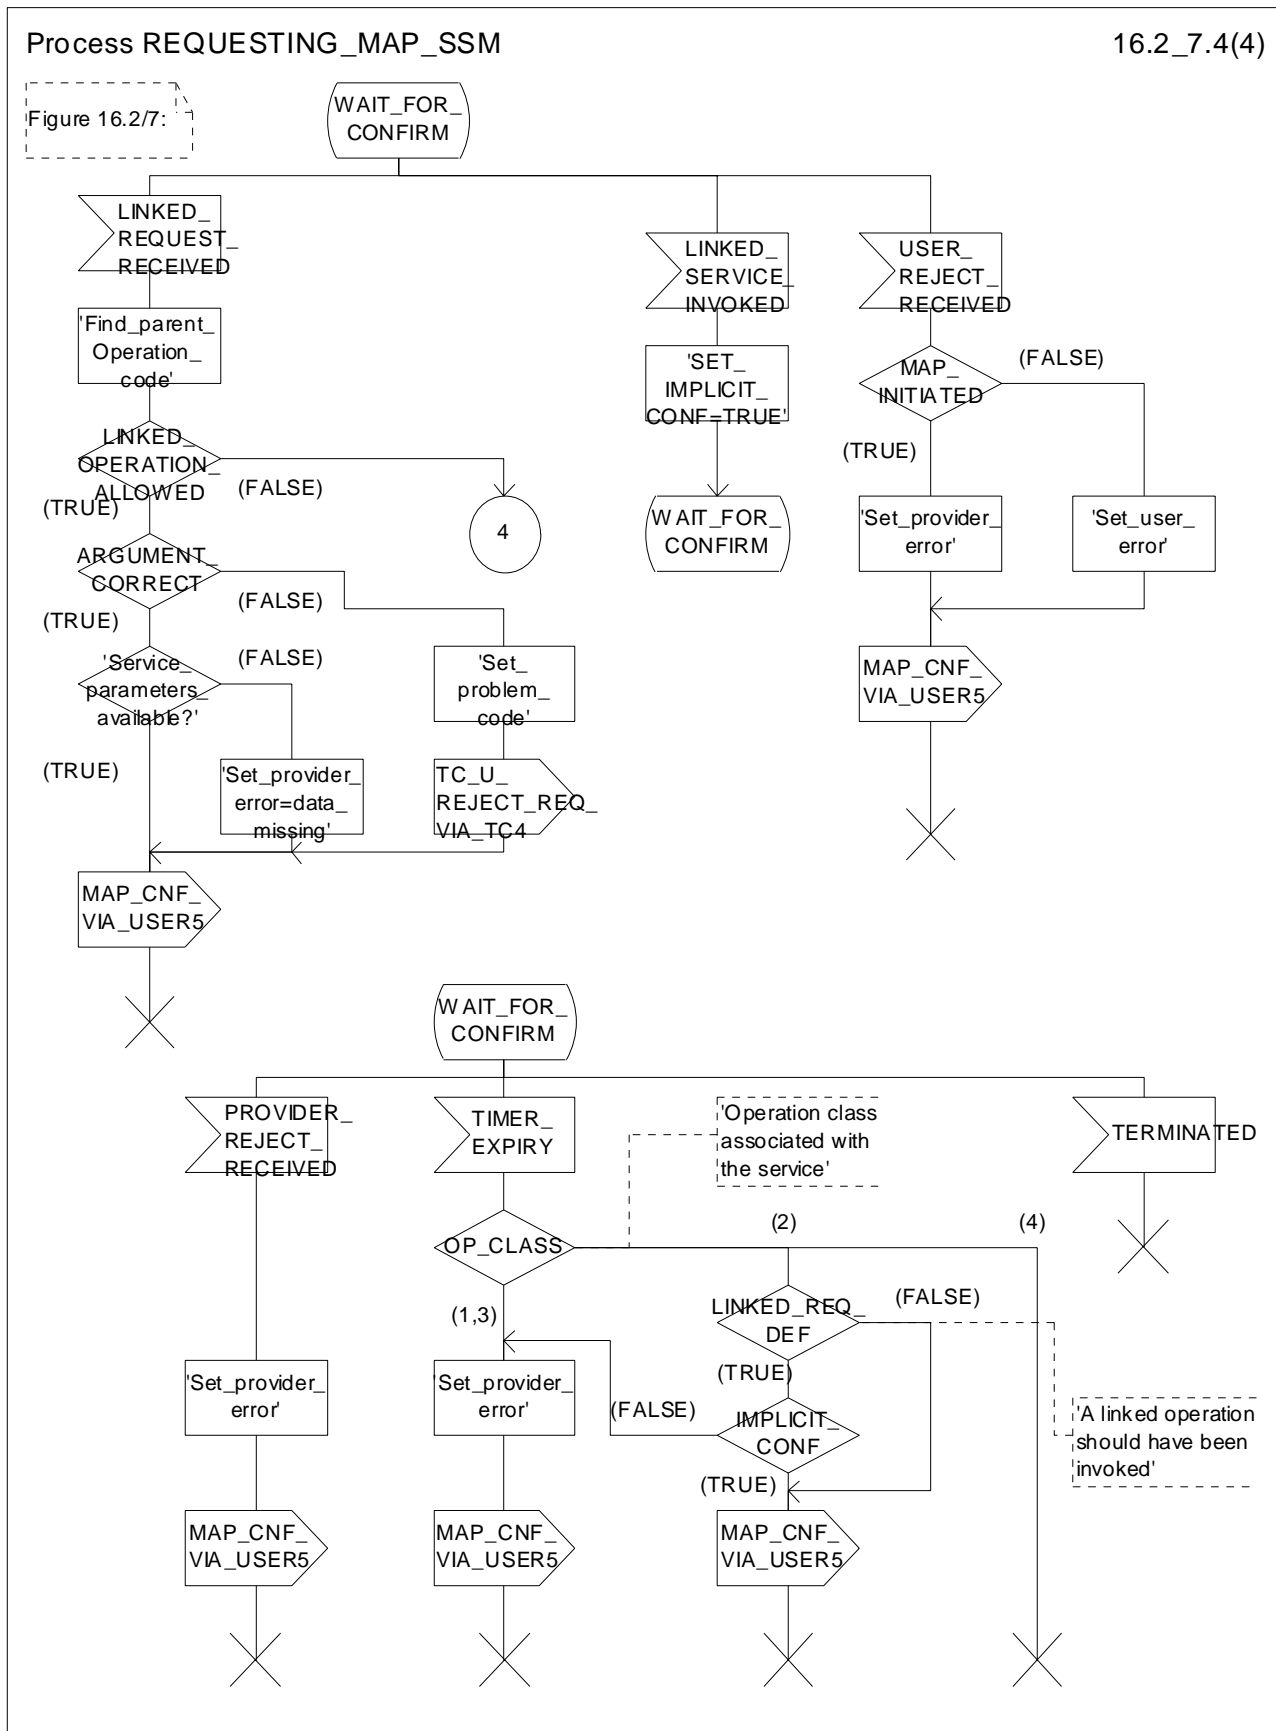 Process REQUESTING_MAP_SSM
16.2_7.4(4)
Figure 16.2/7:
WAIT_FOR_
CONFIRM
LINKED_
REQUEST_
RECEIVED
LINKED_
SERVICE_
INVOKED
USER_
REJECT_
RECEIVED
'Find_parent_
Operation_
code'
'SET_
IMPLICIT_
CONF=TRUE'
MAP_
INITIATED
(FALSE)
(TRUE)
LINKED_
OPERATION_
ALLOWED
(FALSE)
(TRUE)
4
WAIT_FOR_
CONFIRM
'Set_provider_
error'
'Set_user_
error'
ARGUMENT_
CORRECT
(FALSE)
(TRUE)
'Service_
parameters_
available?'
(FALSE)
(TRUE)
'Set_
problem_
code'
MAP_CNF_
VIA_USER5
'Set_provider_
error=data_
missing'
TC_U_
REJECT_REQ_
VIA_TC4
MAP_CNF_
VIA_USER5
WAIT_FOR_
CONFIRM
PROVIDER_
REJECT_
RECEIVED
TIMER_
EXPIRY
'Operation class
associated with
the service'
TERMINATED
OP_CLASS
(2)
(4)
(1,3)
LINKED_REQ_
DEF
(FALSE)
(TRUE)
'Set_provider_
error'
'Set_provider_
error'
(FALSE)
IMPLICIT_
CONF
(TRUE)
'A linked operation
should have been
invoked'
MAP_CNF_
VIA_USER5
MAP_CNF_
VIA_USER5
MAP_CNF_
VIA_USER5